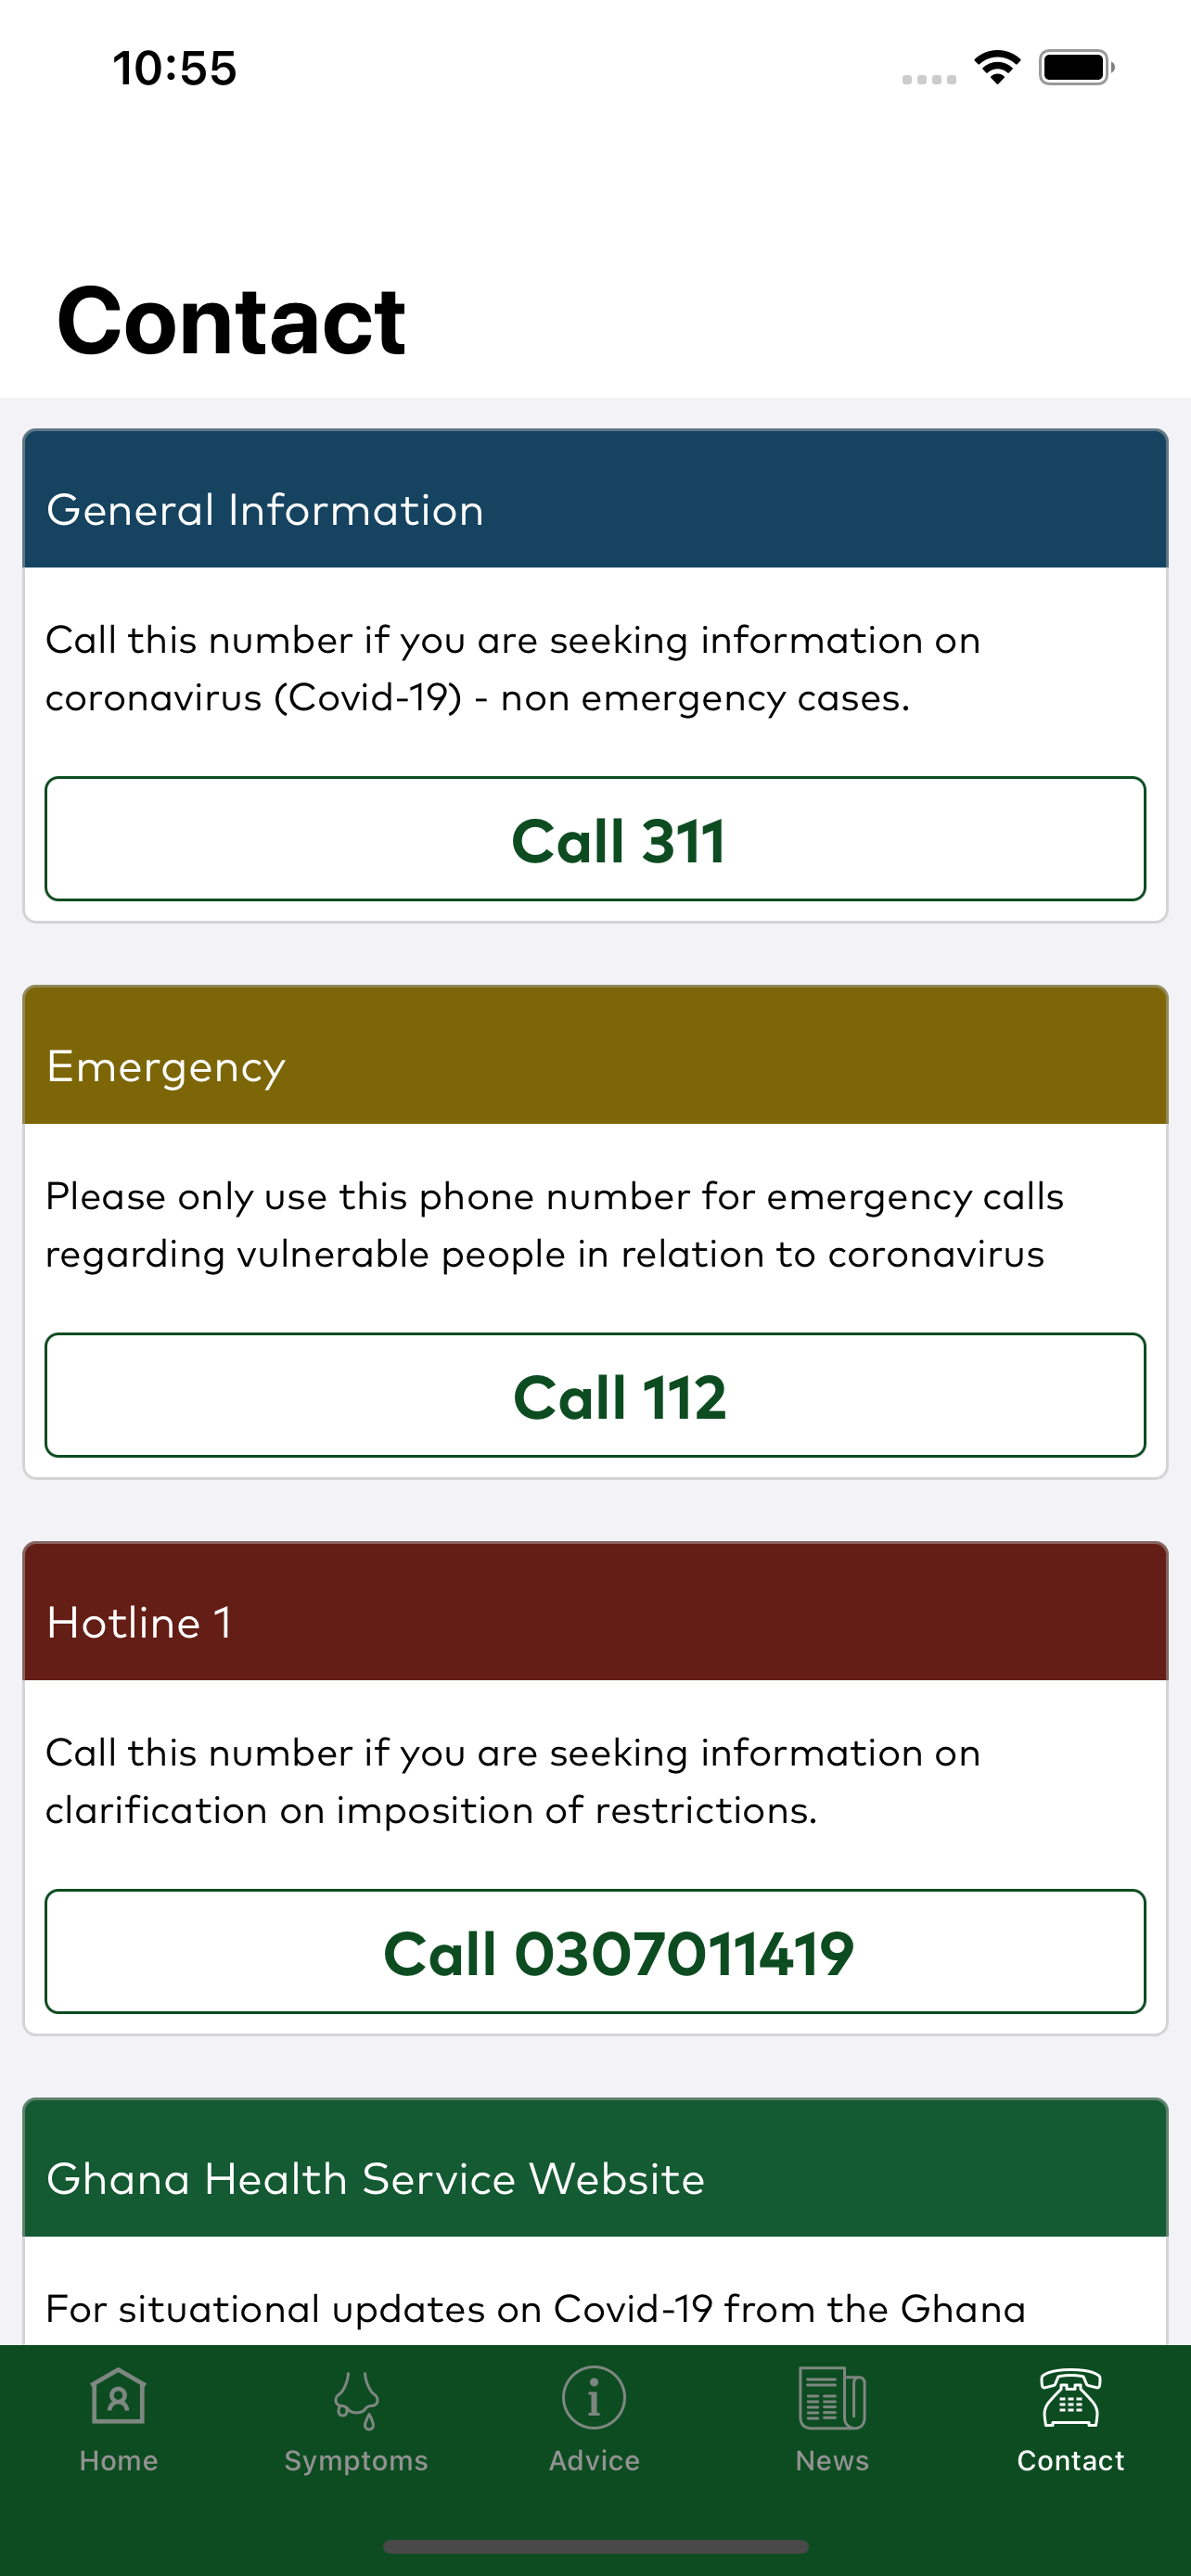 10:55
Contact
General Information
Call this number if you are seeking information on
coronavirus (Covid-19) - non emergency cases.
Call 311
Emergency
Please only use this phone number for emergency calls
regarding vulnerable people in relation to coronavirus
Call 112
Hotline 1
Call this number if you are seeking information on
clarification on imposition of restrictions.
Call 0307011419
Ghana Health Service Website
For situational updates on Covid-19 from the Ghana
Home
Symptoms
Advice
News
Contact